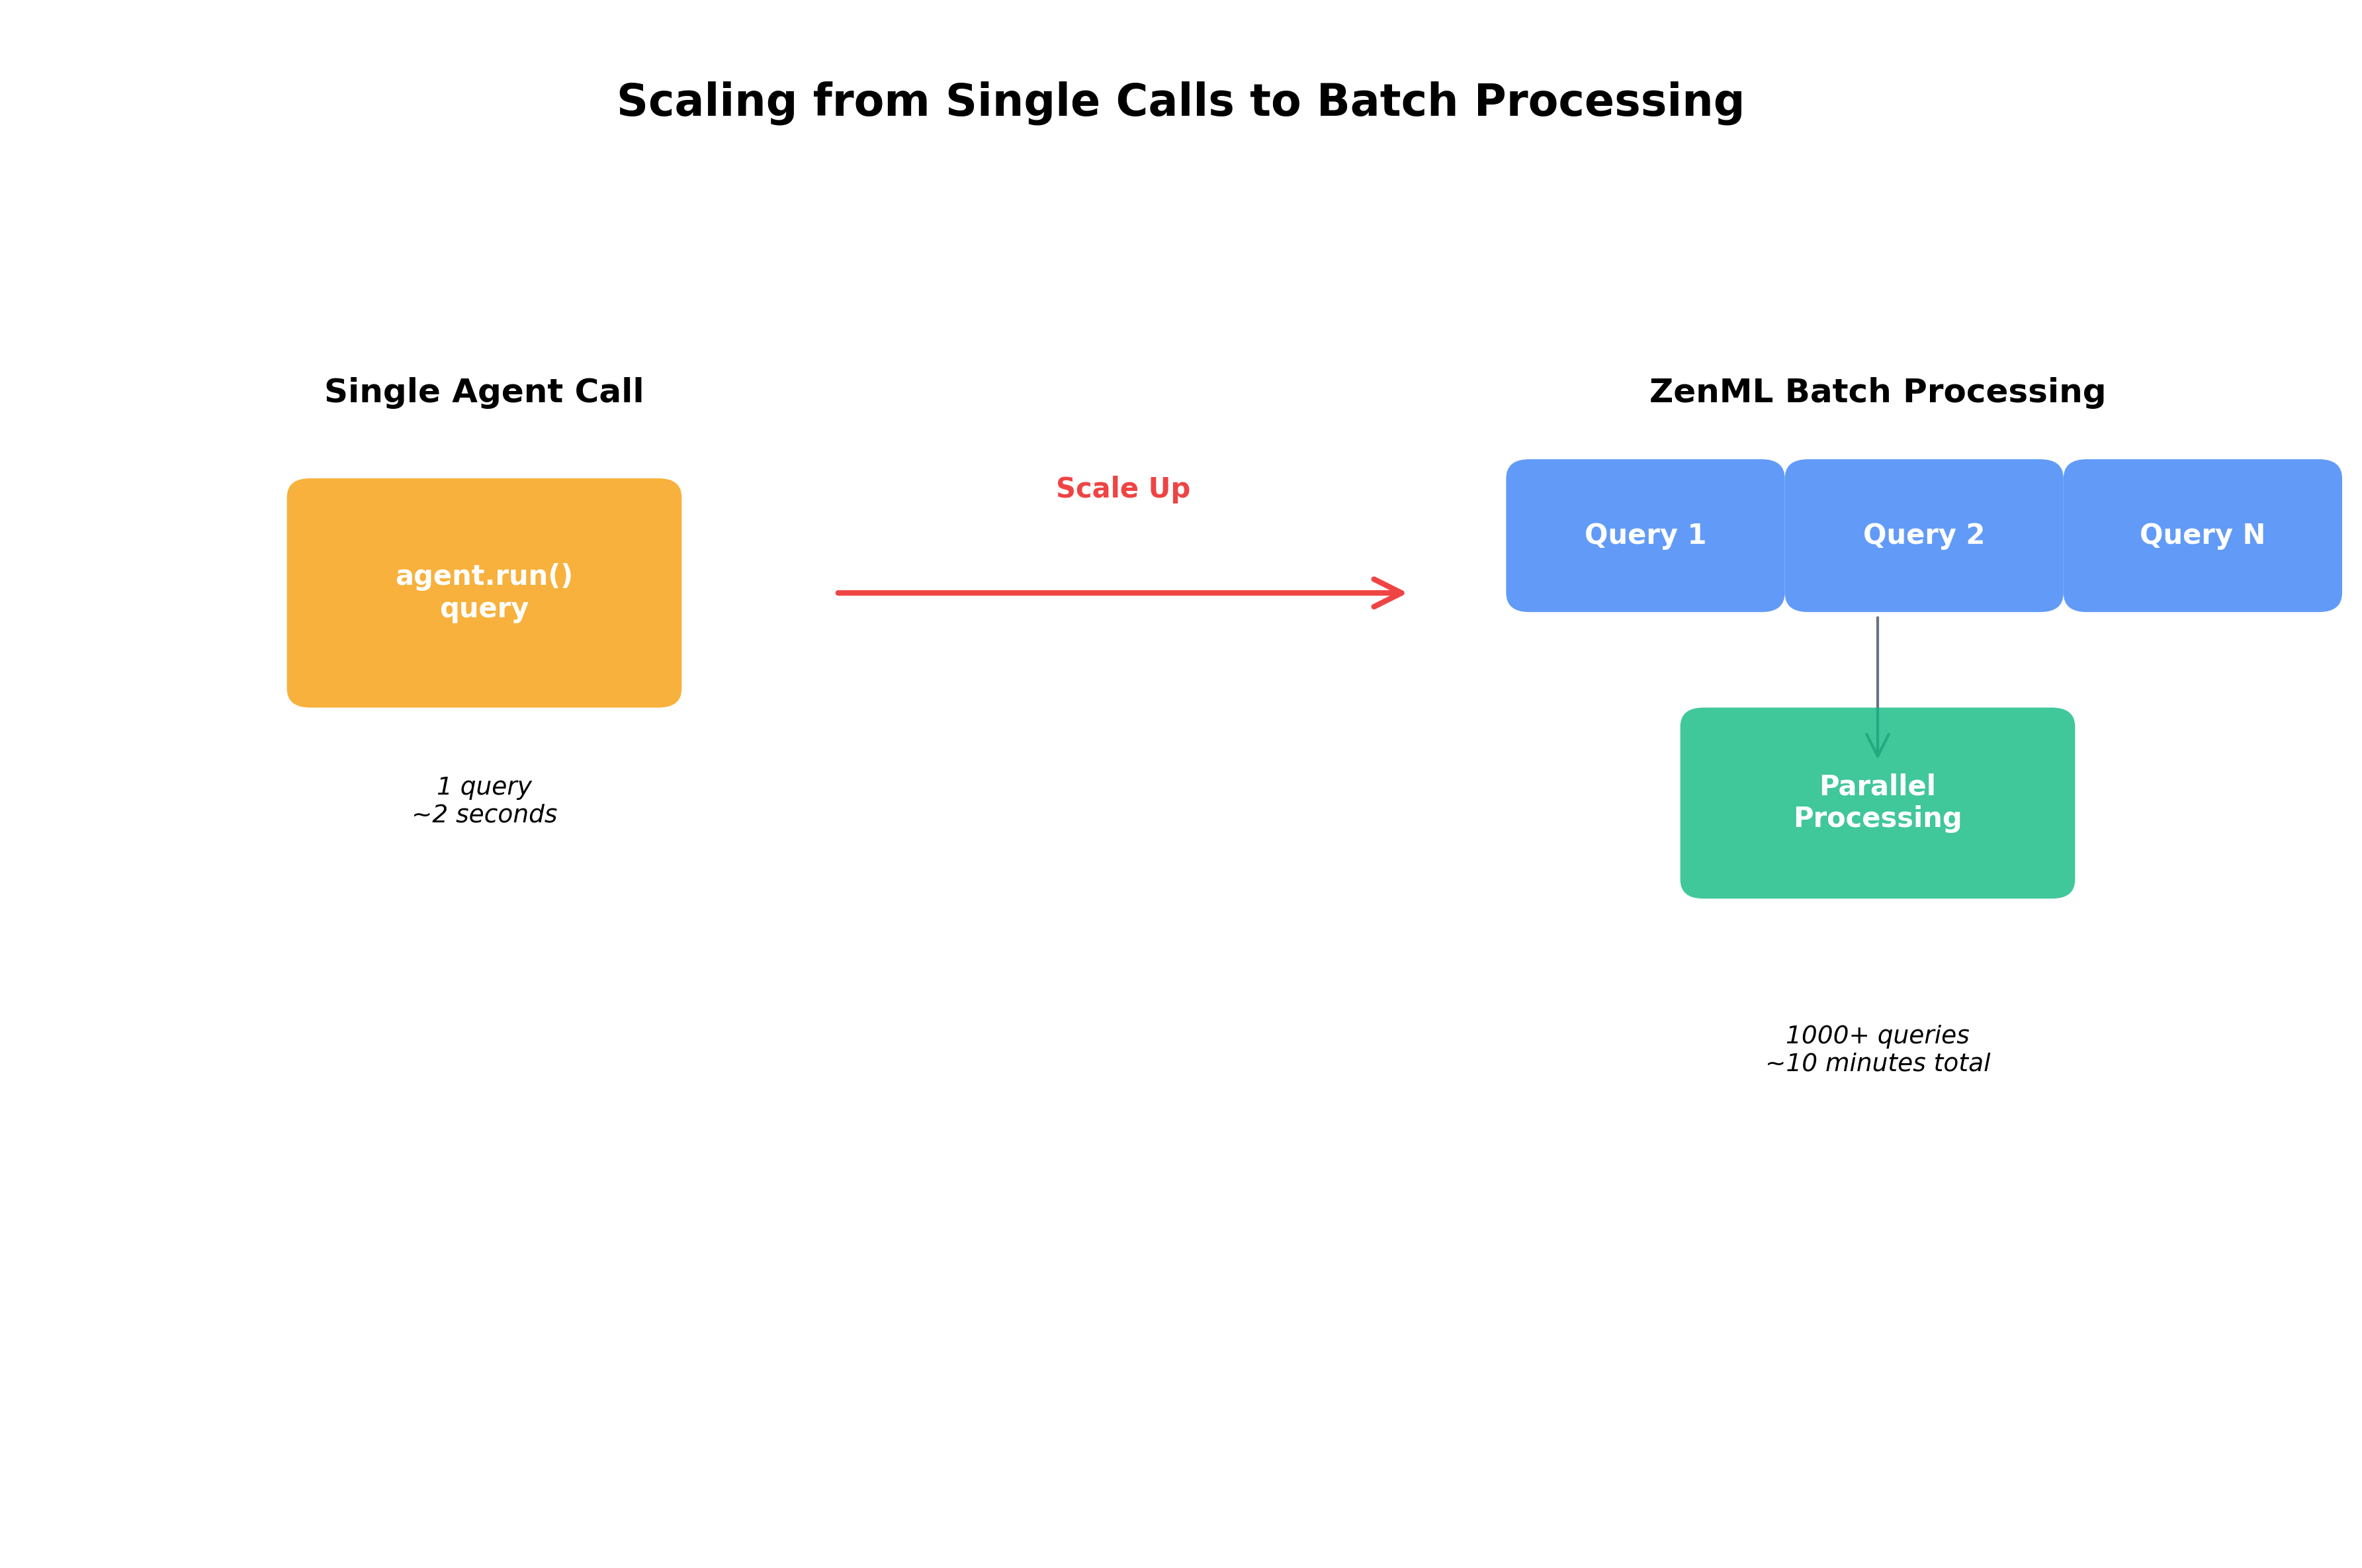 Scaling from Single Calls to Batch Processing
Single Agent Call
agent.run()
query
1 query
~2 seconds
Scale Up
ZenML Batch Processing
Query 1
Query 2
Query N
Parallel
Processing
1000+ queries
~10 minutes total